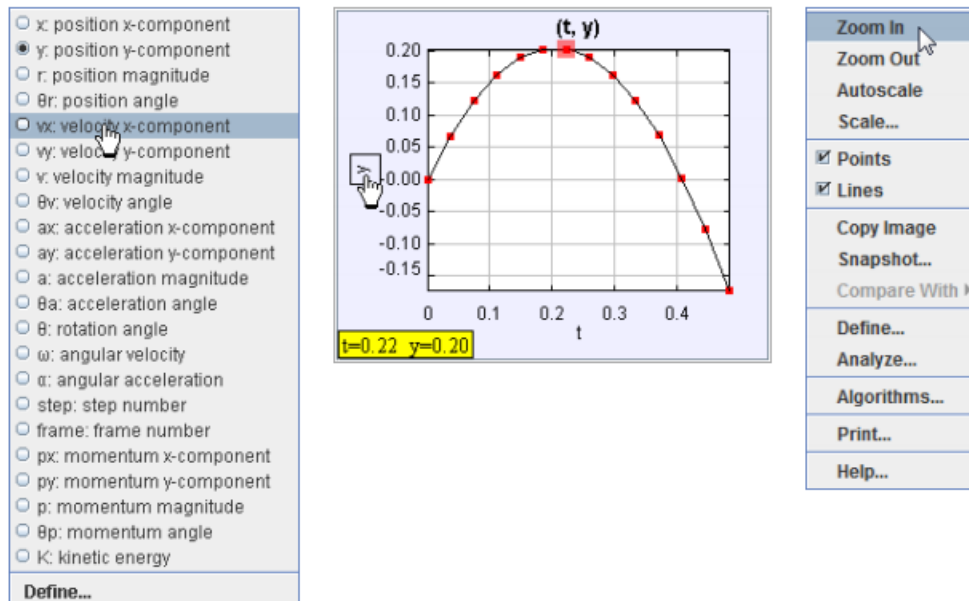 x: position x-component
y: position y-component
r: position magnitude
θr: position angle
vx: velocity x-component
vy: velocity y-component
v: velocity magnitude
θv: velocity angle
ax: acceleration x-component
ay: acceleration y-component
a: acceleration magnitude
θa: acceleration angle
θ: rotation angle
ω: angular velocity
α: angular acceleration
step: step number
frame: frame number
px: momentum x-component
py: momentum y-component
p: momentum magnitude
θp: momentum angle
K: kinetic energy
Define...
(t, y)
0.20
0.15
0.10
0.05
-0.00
-0.05
-0.10
-0.15
y
0 0.1 0.2 0.3 0.4
t
t=0.22 y=0.20
Zoom In
Zoom Out
Autoscale
Scale...
Points
Lines
Copy Image
Snapshot...
Compare With
Define...
Analyze...
Algorithms...
Print...
Help...